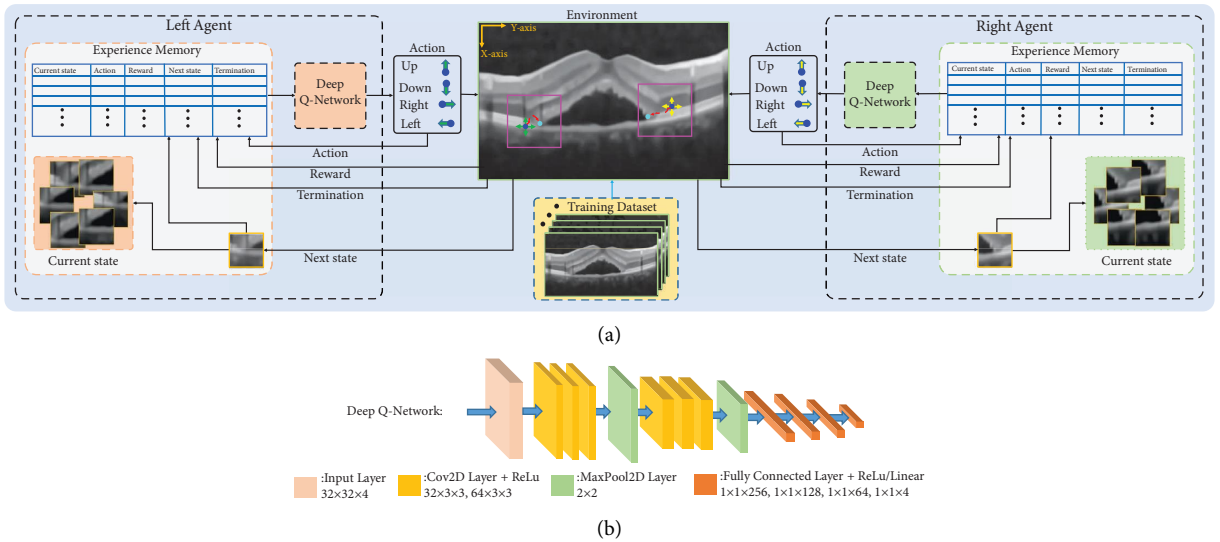 Left Agent
Environment
Right Agent
Experience Memory
Current state Action Reward Next state Termination
Deep
Q-Network
Action
Up
Down
Right
Left
Y-axis
X-axis
Action
Up
Down
Right
Left
Deep
Q-Network
Experience Memory
Current state Action Reward Next state Termination
Action
Reward
Termination
Next state
Current state
Training Dataset
Action
Reward
Termination
Next state
Current state
(a)
Deep Q-Network:
:Input Layer
32×32×4
:Cov2D Layer + ReLu
32×3×3, 64×3×3
:MaxPool2D Layer
2×2
:Fully Connected Layer + ReLu/Linear
1×1×256, 1×1×128, 1×1×64, 1×1×4
(b)